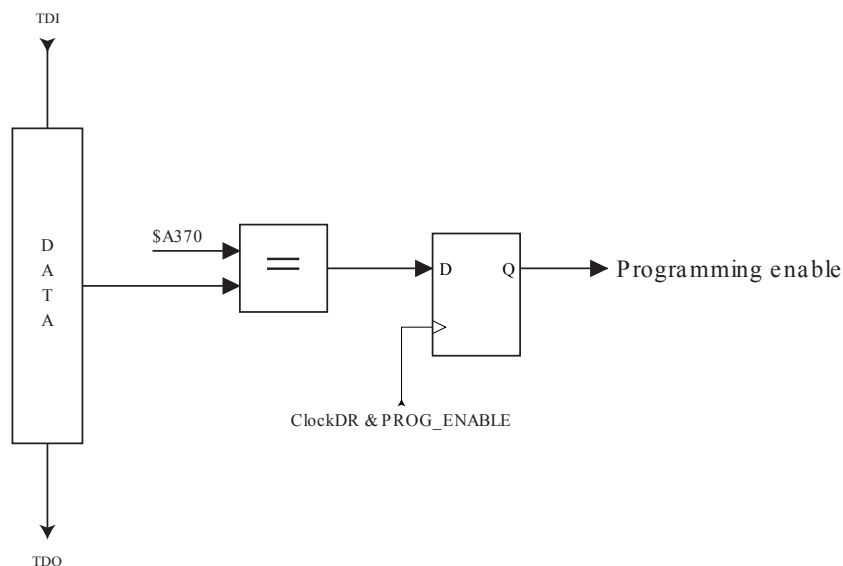 TDI
D
A
T
A
$A370
=
D Q
Programming enable
ClockDR & PROG_ENABLE
TDO